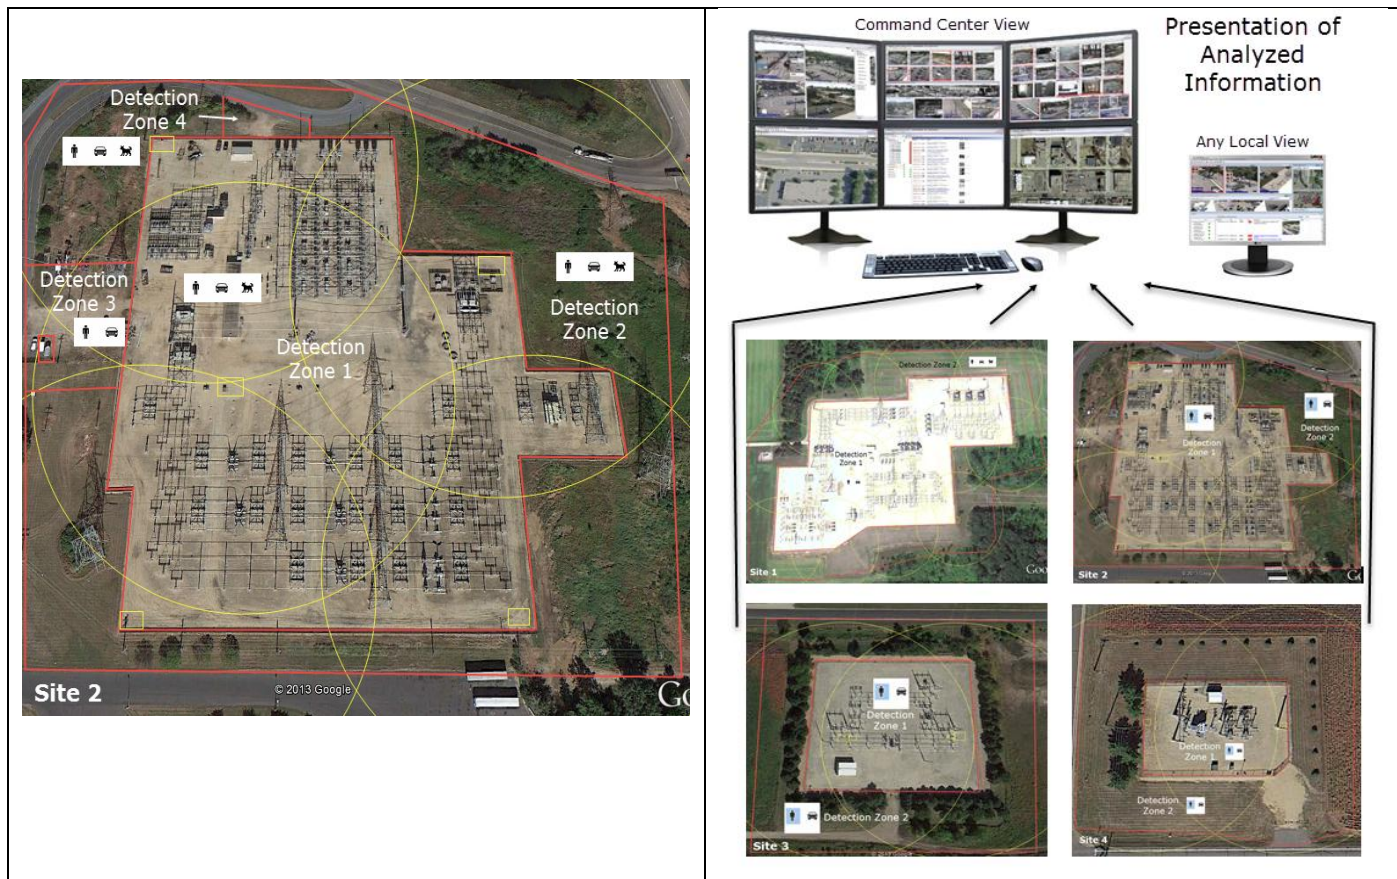 Detection
Zone 4
Detection
Zone 3
Detection
Zone 2
Detection
Zone 1
Site 2
© 2013 Google
Go
Command Center View
Presentation of
Analyzed
Information
Any Local View
Detection Zone 2
Detection
Zone 1
Site 1
Goo
Detection
Zone 1
Detection
Zone 2
Site 2
Detection
Zone 1
Detection Zone 2
Site 3
Detection
Zone 1
Detection
Zone 2
Site 4